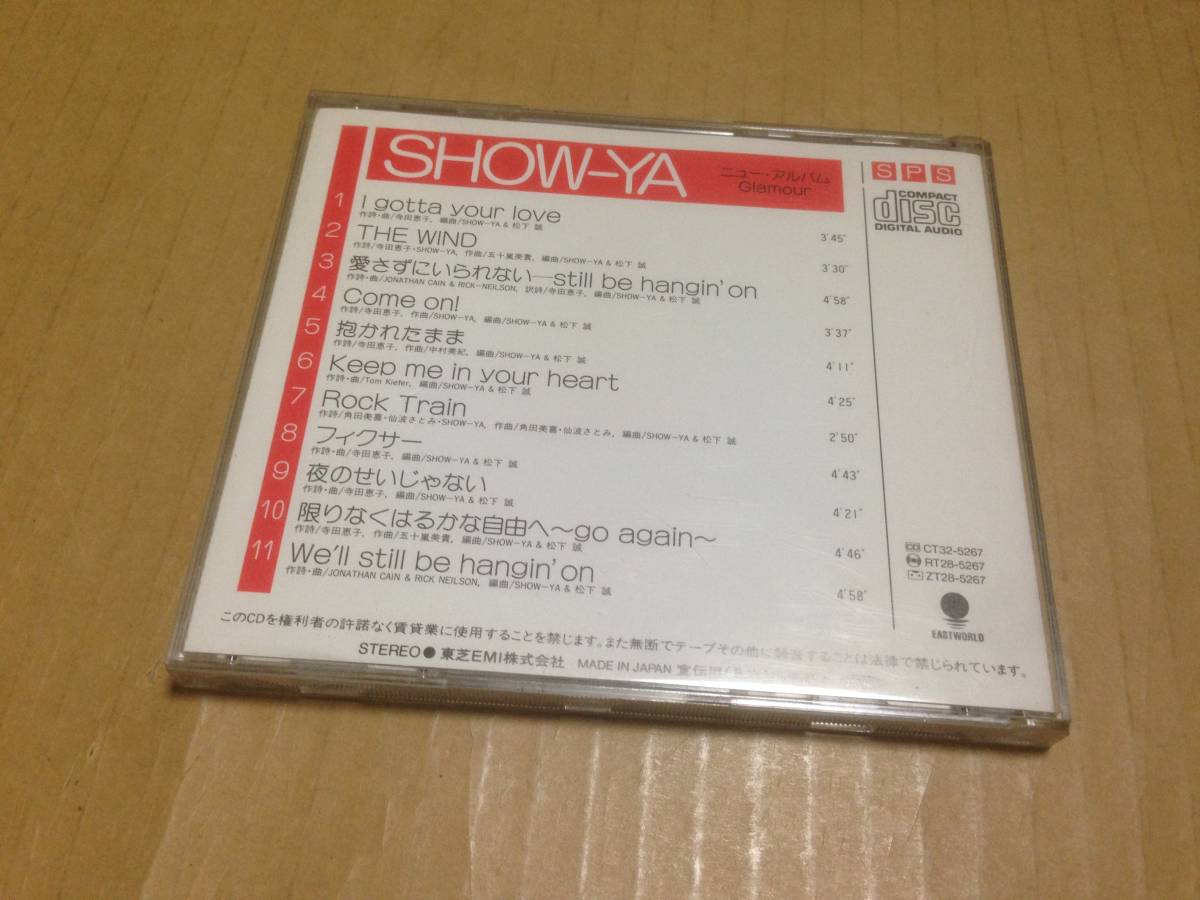 SHOW-YA
ニュー・アルバム
Glamour
SPS
COMPACT
disc
DIGITAL AUDIO
1 I gotta your love 3'45"
作詩・曲/寺田恵子, 編曲/SHOW-YA & 松下 誠
2 THE WIND 3'30"
作詩/寺田恵子・SHOW-YA, 作曲/五十嵐美貴, 編曲/SHOW-YA & 松下 誠
3 愛さずにいられない—still be hangin' on 4'58"
作詩・曲/JONATHAN CAIN & RICK-NEILSON, 訳詩/寺田恵子, 編曲/SHOW-YA & 松下 誠
4 Come on! 3'37"
作詩/寺田恵子, 作曲/SHOW-YA, 編曲/SHOW-YA & 松下 誠
5 抱かれたまま 4'11"
作詩/寺田恵子, 作曲/中村美紀, 編曲/SHOW-YA & 松下 誠
6 Keep me in your heart 4'25"
作詩・曲/Tom Kiefer, 編曲/SHOW-YA & 松下 誠
7 Rock Train 2'50"
作詩/角田美喜・仙波さとみ・SHOW-YA, 作曲/角田美喜・仙波さとみ, 編曲/SHOW-YA & 松下 誠
8 フィクサー 4'43"
作詩・曲/寺田恵子, 編曲/SHOW-YA & 松下 誠
9 夜のせいじゃない 4'21"
作詩・曲/寺田恵子, 編曲/SHOW-YA & 松下 誠
10 限りなくはるかな自由へ〜go again〜 4'46"
作詩/寺田恵子, 作曲/五十嵐美貴, 編曲/SHOW-YA & 松下 誠
11 We'll still be hangin' on 4'58"
作詩・曲/JONATHAN CAIN & RICK NEILSON, 編曲/SHOW-YA & 松下 誠
CT32-5267
RT28-5267
ZT28-5267
EASTWORLD
このCDを権利者の許諾なく賃貸業に使用することを禁じます。また無断でテープその他に録音することは法律で禁じられています。
STEREO● 東芝EMI株式会社 MADE IN JAPAN 宣伝用